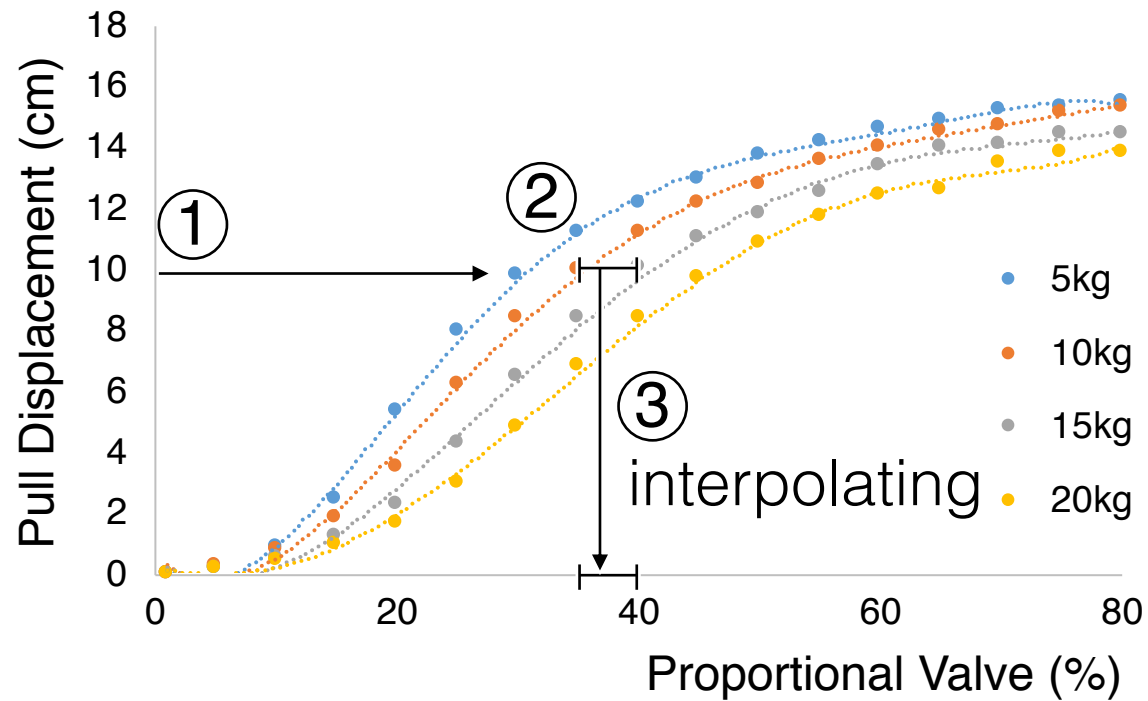 Pull Displacement (cm)
18
16
14
12
10
8
6
4
2
0
①
②
③
interpolating
5kg
10kg
15kg
20kg
0 20 40 60 80
Proportional Valve (%)